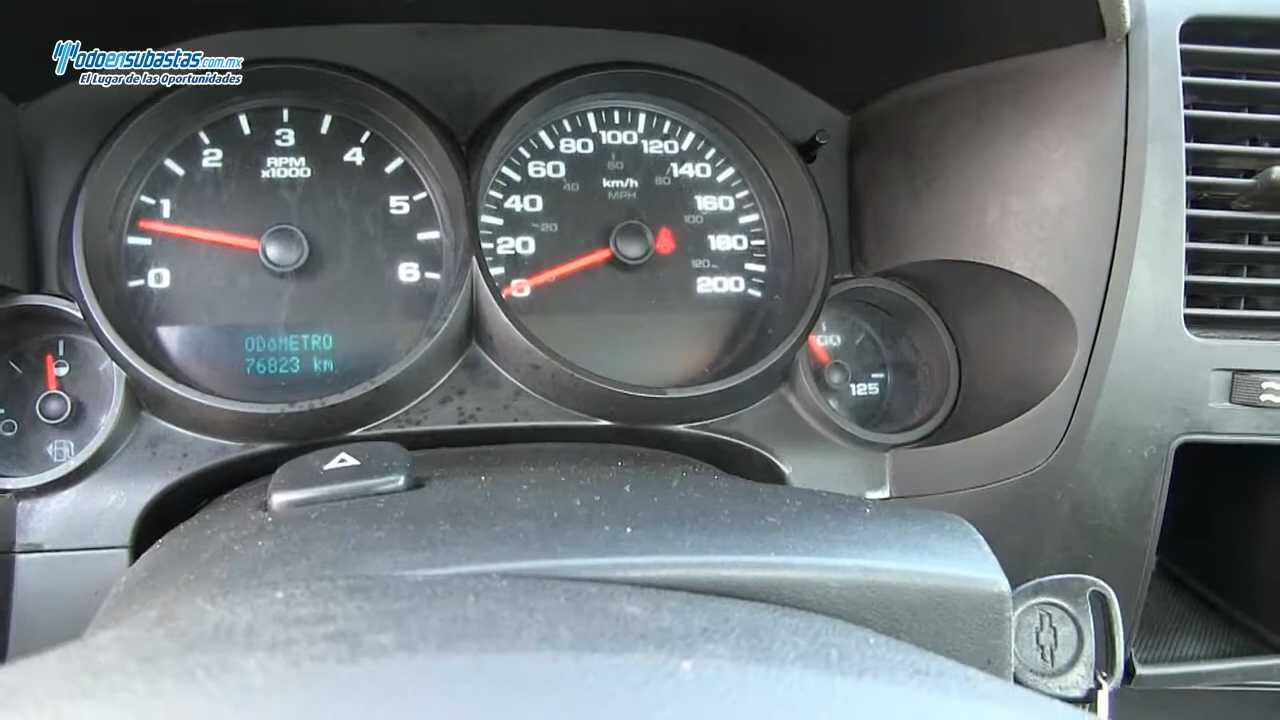 todoensubastas.com.mx
El Lugar de las Oportunidades
0 1 2 3 4 5 6
RPM
x1000
ODóMETRO
76823 km
0 20 40 60 80 100 120 140 160 180 200
km/h
MPH
20 40 60 80 100 120
125